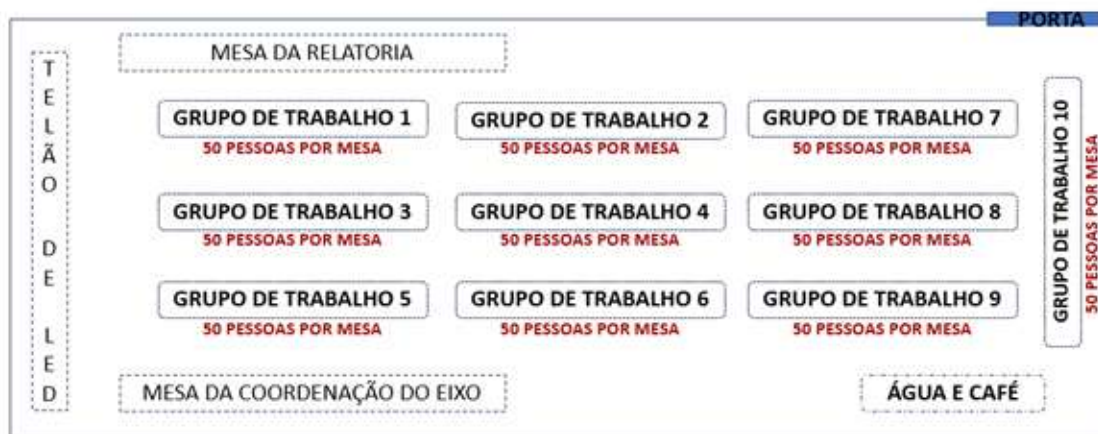 PORTA
MESA DA RELATORIA
TELÃO DE LED
GRUPO DE TRABALHO 1
50 PESSOAS POR MESA
GRUPO DE TRABALHO 2
50 PESSOAS POR MESA
GRUPO DE TRABALHO 7
50 PESSOAS POR MESA
GRUPO DE TRABALHO 3
50 PESSOAS POR MESA
GRUPO DE TRABALHO 4
50 PESSOAS POR MESA
GRUPO DE TRABALHO 8
50 PESSOAS POR MESA
GRUPO DE TRABALHO 5
50 PESSOAS POR MESA
GRUPO DE TRABALHO 6
50 PESSOAS POR MESA
GRUPO DE TRABALHO 9
50 PESSOAS POR MESA
GRUPO DE TRABALHO 10
50 PESSOAS POR MESA
MESA DA COORDENAÇÃO DO EIXO
ÁGUA E CAFÉ